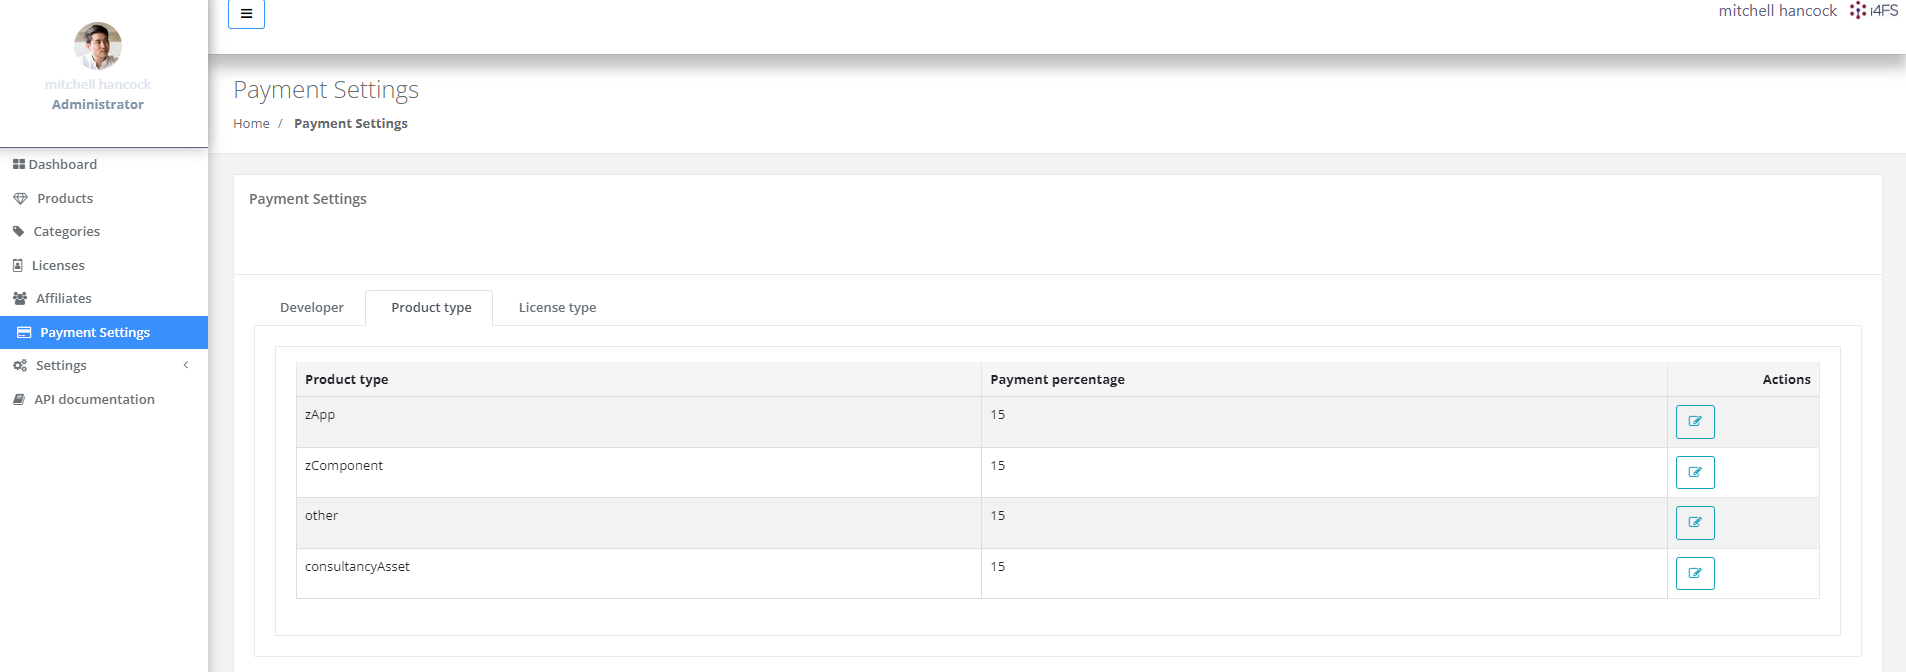 mitchell hancock
i4FS
mitchell hancock
Administrator
Dashboard
Products
Categories
Licenses
Affiliates
Payment Settings
Settings
API documentation
Payment Settings
Home / Payment Settings
Payment Settings
Developer Product type License type
Product type Payment percentage Actions
zApp 15
zComponent 15
other 15
consultancyAsset 15